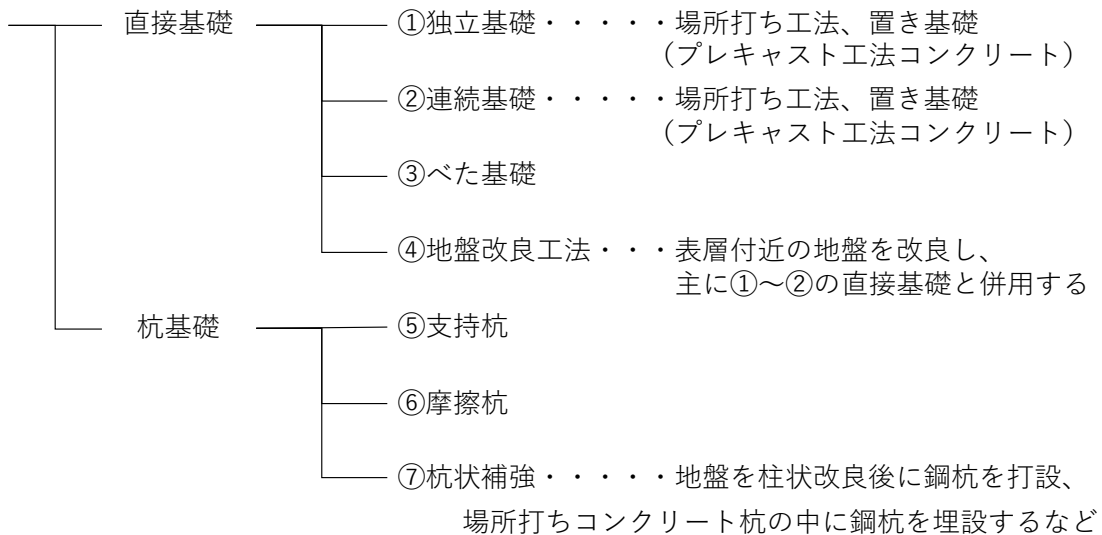 直接基礎
①独立基礎・・・・・場所打ち工法、置き基礎
（プレキャスト工法コンクリート）
②連続基礎・・・・・場所打ち工法、置き基礎
（プレキャスト工法コンクリート）
③べた基礎
④地盤改良工法・・・表層付近の地盤を改良し、
主に①～②の直接基礎と併用する
杭基礎
⑤支持杭
⑥摩擦杭
⑦杭状補強・・・・・地盤を柱状改良後に鋼杭を打設、
場所打ちコンクリート杭の中に鋼杭を埋設するなど